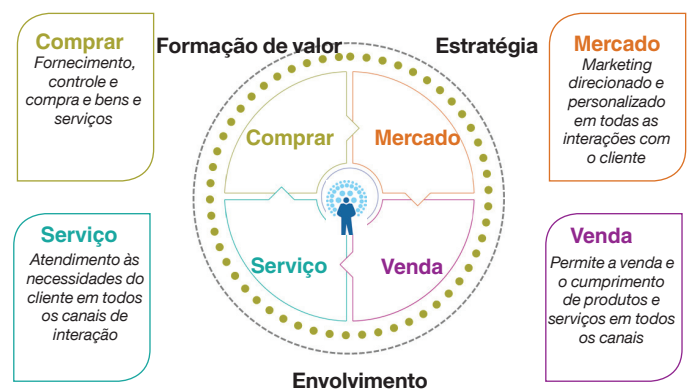 Comprar
Fornecimento,
controle e
compra e bens e
serviços
Formação de valor
Estratégia
Mercado
Marketing
direcionado e
personalizado
em todas as
interações com
o cliente
Comprar
Mercado
Serviço
Venda
Serviço
Atendimento às
necessidades do
cliente em todos
os canais de
interação
Venda
Permite a venda e
o cumprimento
de produtos e
serviços em todos
os canais
Envolvimento